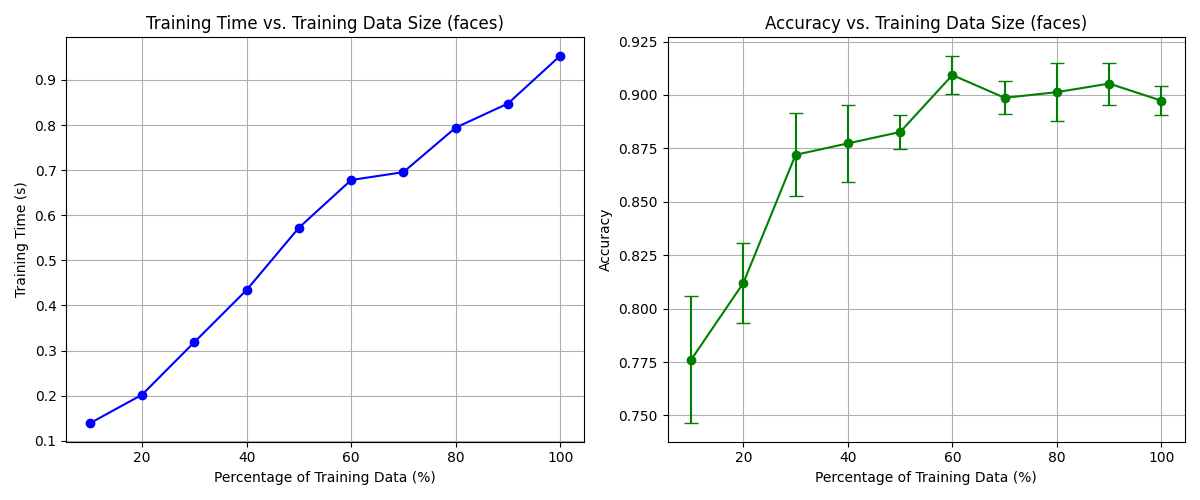 Training Time vs. Training Data Size (faces)
Training Time (s)
0.9
0.8
0.7
0.6
0.5
0.4
0.3
0.2
0.1
20 40 60 80 100
Percentage of Training Data (%)
Accuracy vs. Training Data Size (faces)
Accuracy
0.925
0.900
0.875
0.850
0.825
0.800
0.775
0.750
20 40 60 80 100
Percentage of Training Data (%)